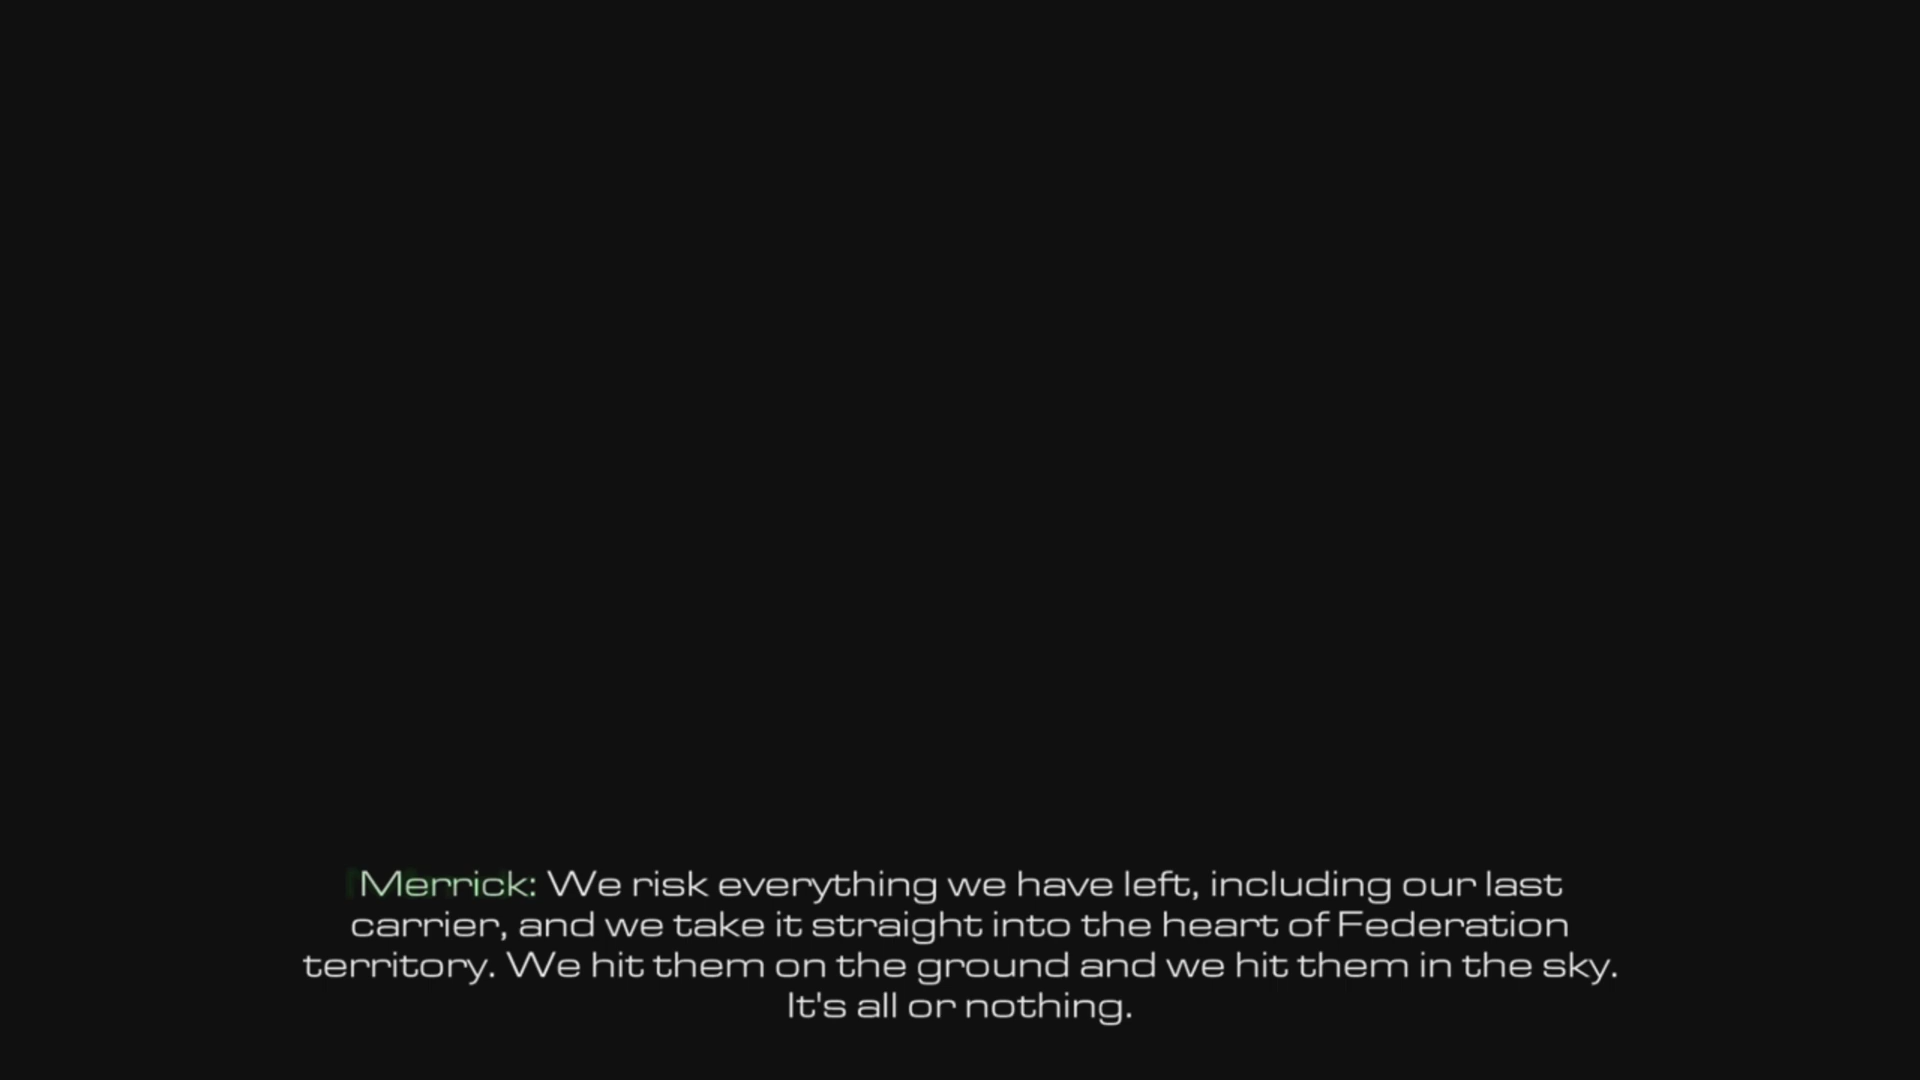 Merrick: We risk everything we have left, including our last
carrier, and we take it straight into the heart of Federation
territory. We hit them on the ground and we hit them in the sky.
It's all or nothing.